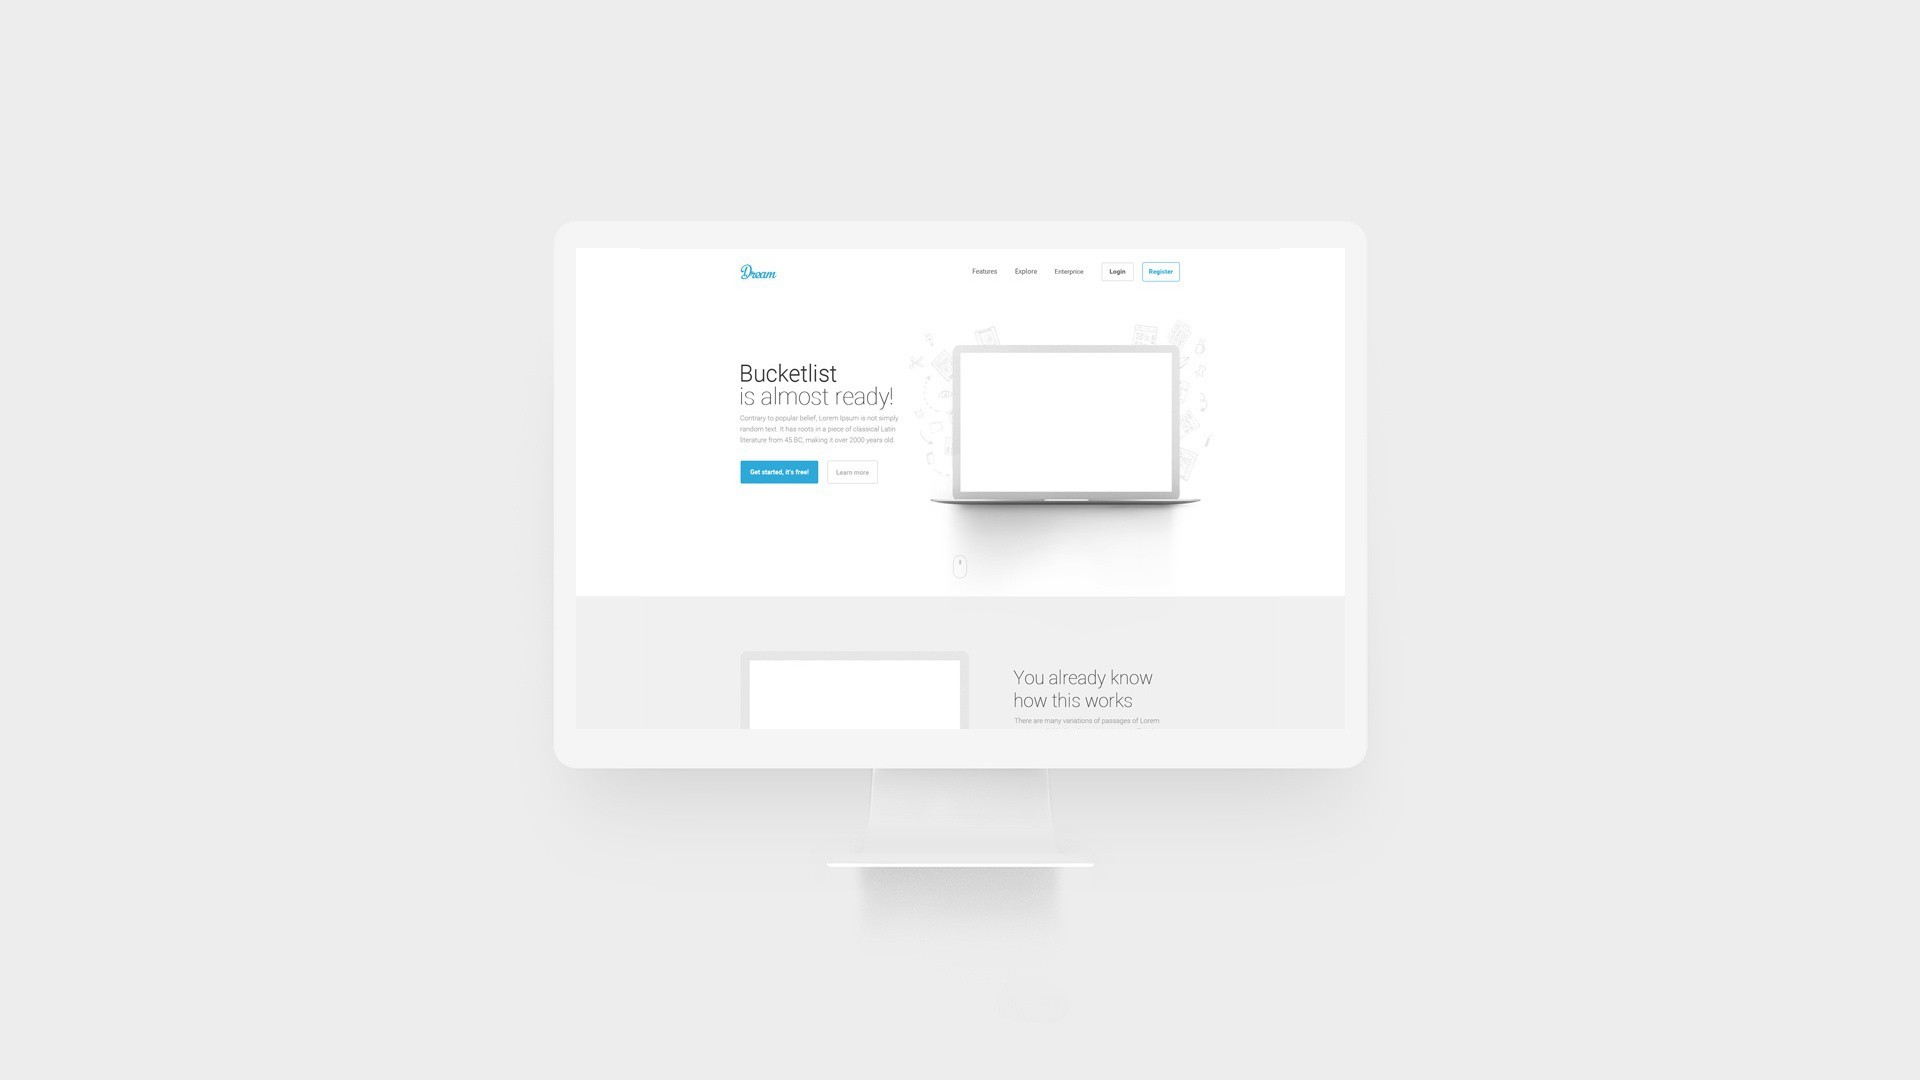 Dream
Features
Explore
Enterprice
Login
Register
Bucketlist
is almost ready!
Contrary to popular belief, Lorem Ipsum is not simply
random text. It has roots in a piece of classical Latin
literature from 45 BC, making it over 2000 years old.
Get started, it's free!
Learn more
You already know
how this works
There are many variations of passages of Lorem